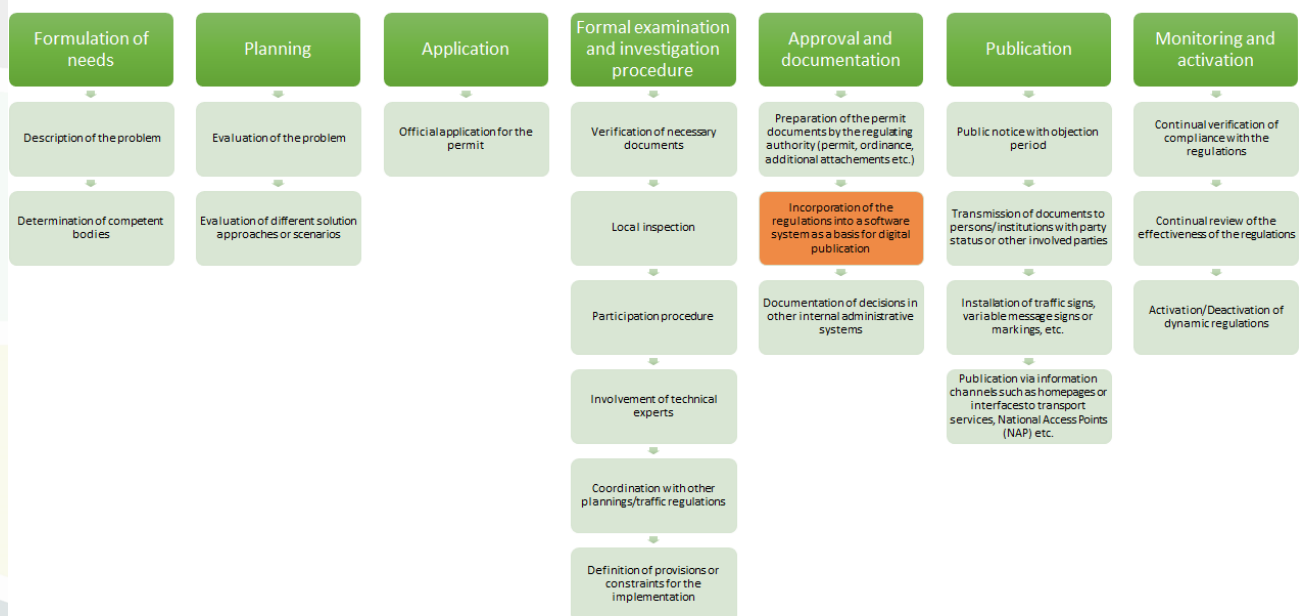 Formulation of
needs
Description of the problem
Determination of competent
bodies
Planning
Evaluation of the problem
Evaluation of different solution
approaches or scenarios
Application
Official application for the
permit
Formal examination
and investigation
procedure
Verification of necessary
documents
Local inspection
Participation procedure
Involvement of technical
experts
Coordination with other
plannings/traffic regulations
Definition of provisions or
constraints for the
implementation
Approval and
documentation
Preparation of the permit
documents by the regulating
authority (permit, ordinance,
additional attachements etc.)
Incorporation of the
regulations into a software
system as a basis for digital
publication
Documentation of decisions in
other internal administrative
systems
Publication
Public notice with objection
period
Transmission of documents to
persons/institutions with party
status or other involved parties
Installation of traffic signs,
variable message signs or
markings, etc.
Publication via information
channels such as homepages or
interfaces to transport
services, National Access Points
(NAP) etc.
Monitoring and
activation
Continual verification of
compliance with the
regulations
Continual review of the
effectiveness of the regulations
Activation/Deactivation of
dynamic regulations